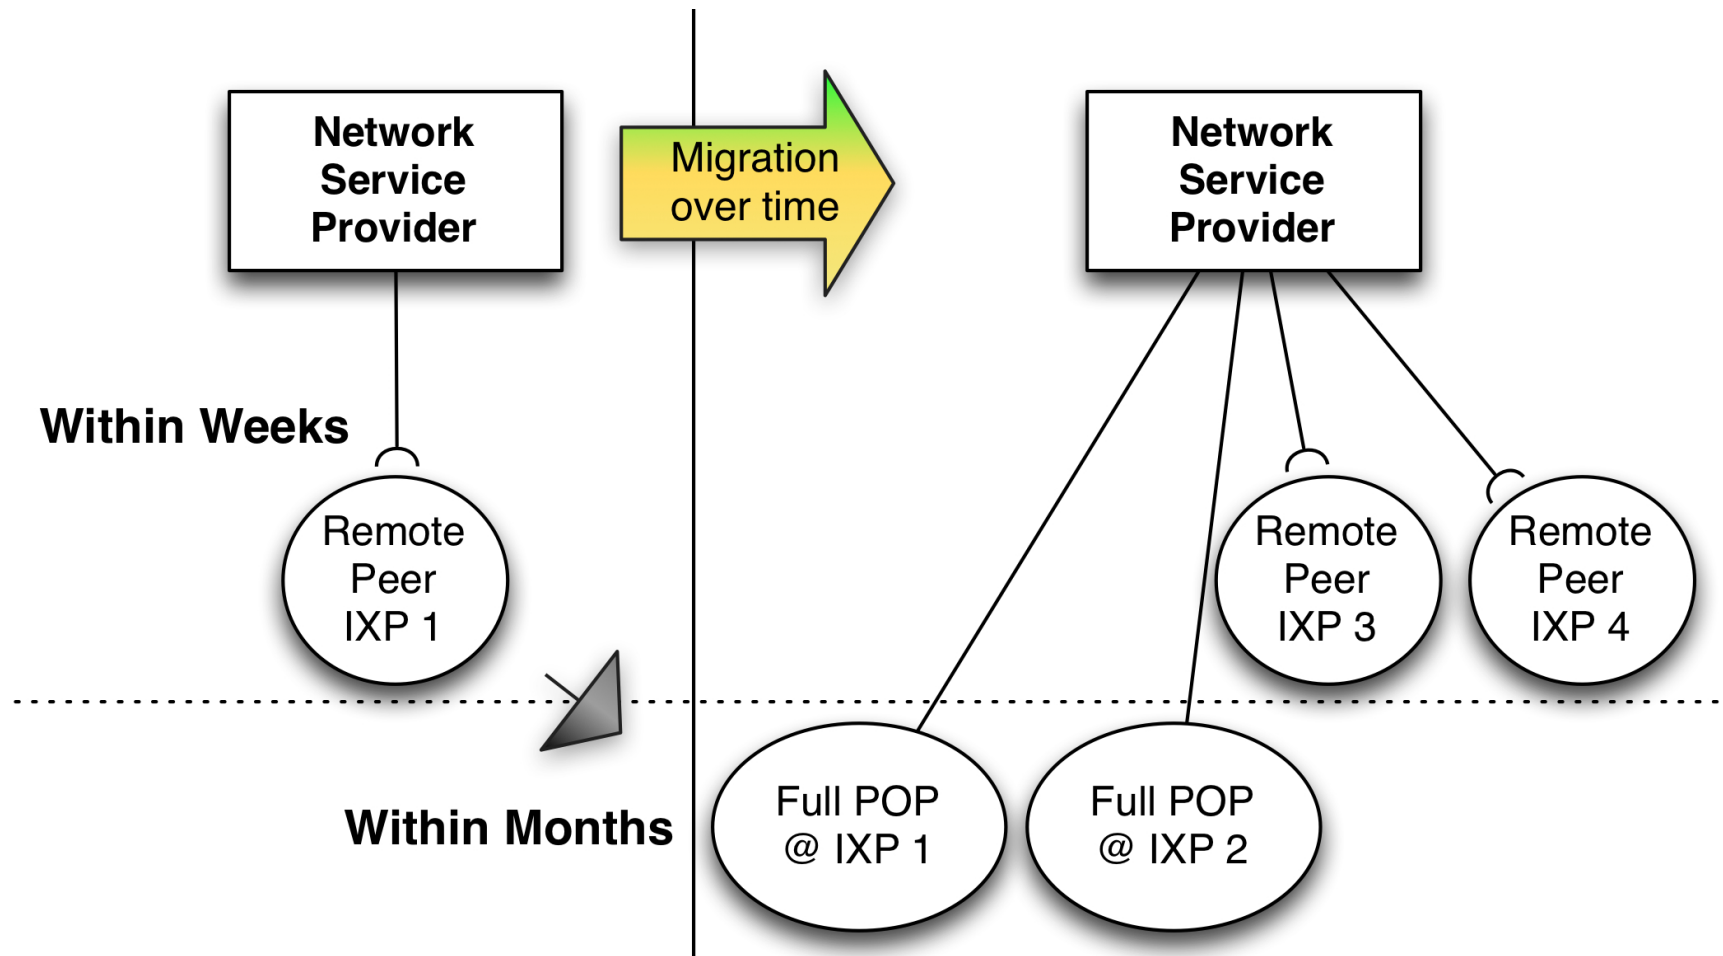 Network
Service
Provider
Migration
over time
Network
Service
Provider
Within Weeks
Remote
Peer
IXP 1
Remote
Peer
IXP 3
Remote
Peer
IXP 4
Within Months
Full POP
@ IXP 1
Full POP
@ IXP 2